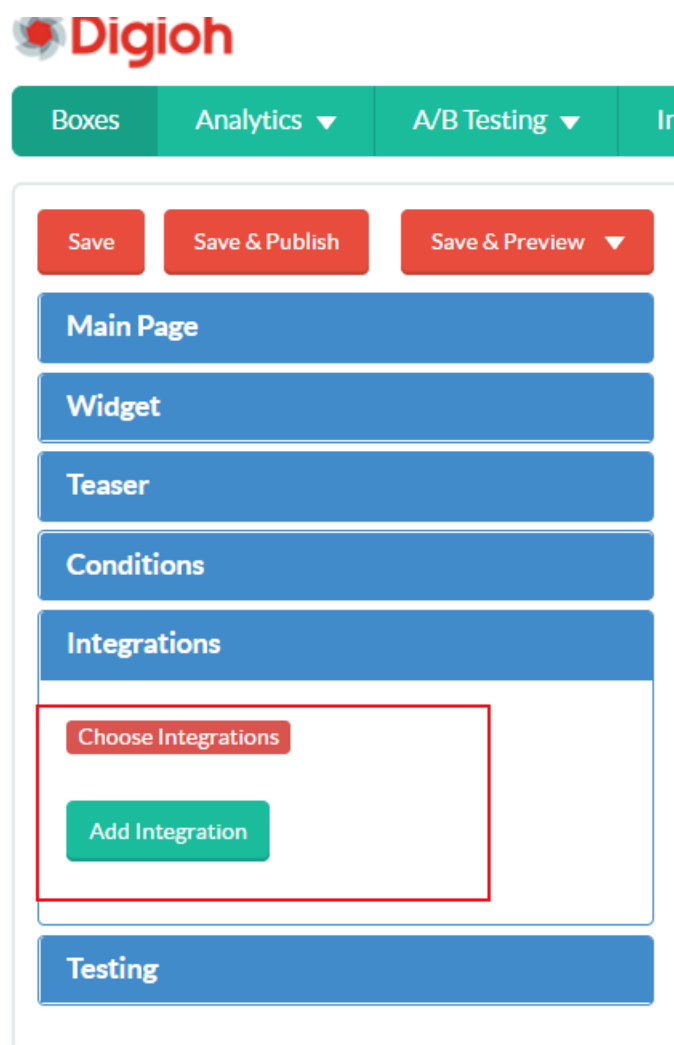 Digioh
Boxes Analytics A/B Testing
Save Save & Publish Save & Preview
Main Page
Widget
Teaser
Conditions
Integrations
Choose Integrations
Add Integration
Testing